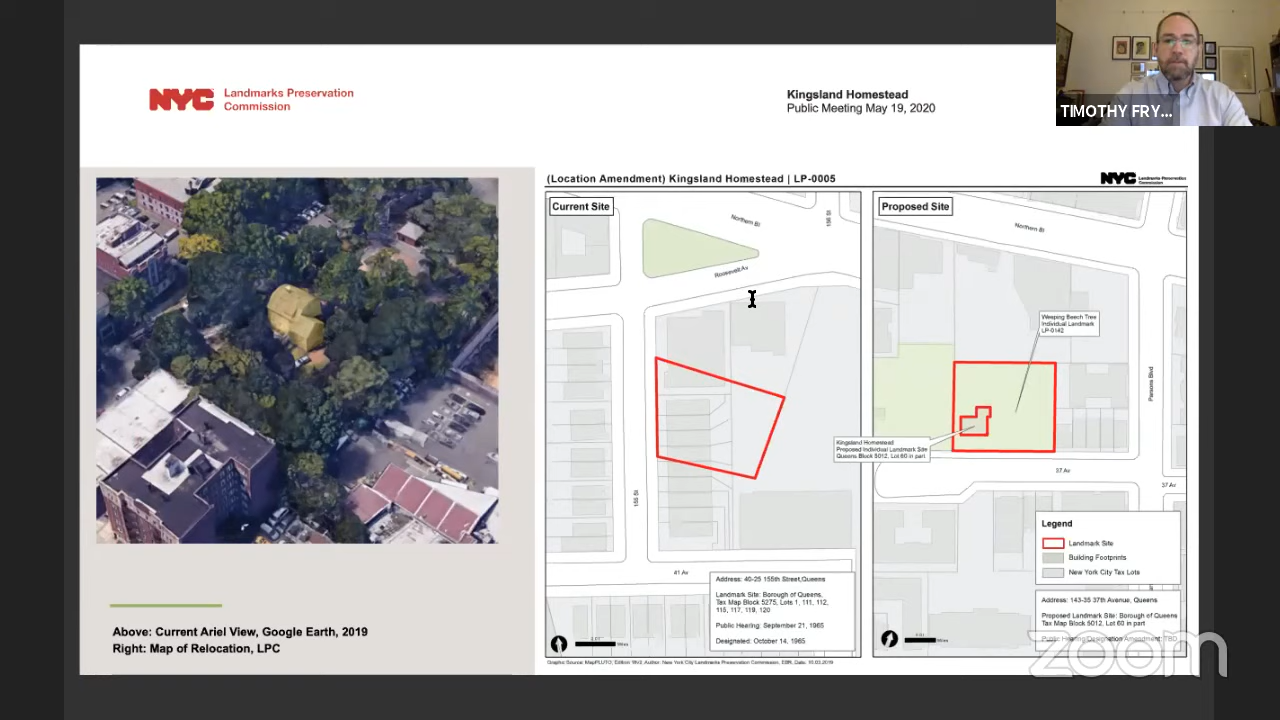 NYC Landmarks Preservation
Commission
Kingsland Homestead
Public Meeting May 19, 2020
TIMOTHY FRY...
(Location Amendment) Kingsland Homestead | LP-0005
NYC Landmarks Preservation
Commission
Current Site
Northern Bl
155 St
Roosevelt Av
155 St
41 Av
Address: 40-25 155th Street,Queens
Landmark Site: Borough of Queens,
Tax Map Block 5275, Lots 1, 111, 112,
115, 117, 119, 120
Public Hearing: September 21, 1965
Designated: October 14, 1965
Proposed Site
Northern Bl
Weeping Beech Tree
Individual Landmark
LP-0142
Parsons Blvd
Kingsland Homestead
Proposed Individual Landmark Site
Queens Block 5012, Lot 60 in part
37 Av
37 Av
Legend
Landmark Site
Building Footprints
New York City Tax Lots
Address: 143-35 37th Avenue, Queens
Proposed Landmark Site: Borough of Queens
Tax Map Block 5012, Lot 60 in part
Public Hearing Designation Amendment: TBD
Above: Current Ariel View, Google Earth, 2019
Right: Map of Relocation, LPC
zoom